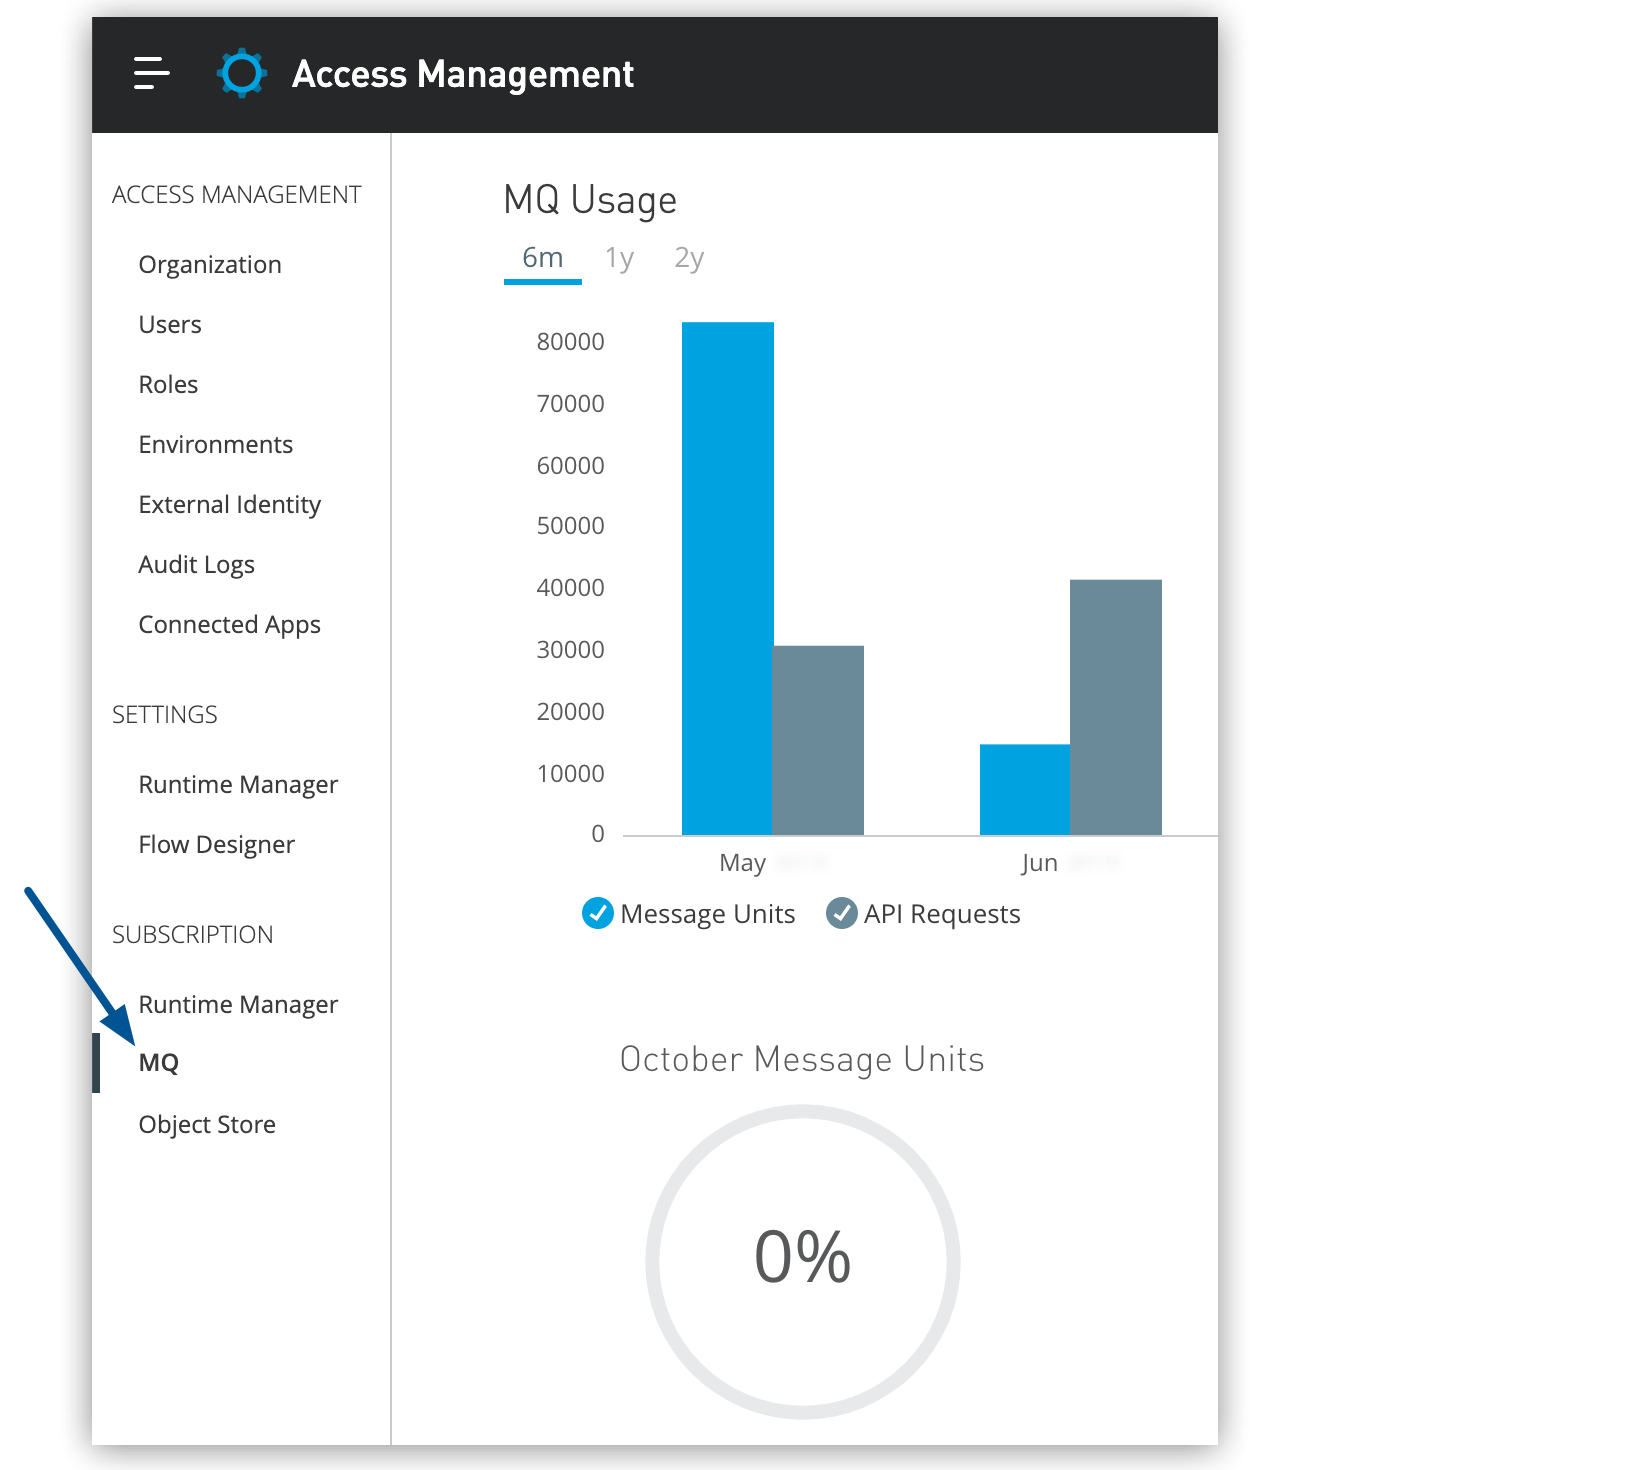 Access Management
ACCESS MANAGEMENT
Organization
Users
Roles
Environments
External Identity
Audit Logs
Connected Apps
SETTINGS
Runtime Manager
Flow Designer
SUBSCRIPTION
Runtime Manager
MQ
Object Store
MQ Usage
6m 1y 2y
80000
70000
60000
50000
40000
30000
20000
10000
0
May Jun
Message Units API Requests
October Message Units
0%